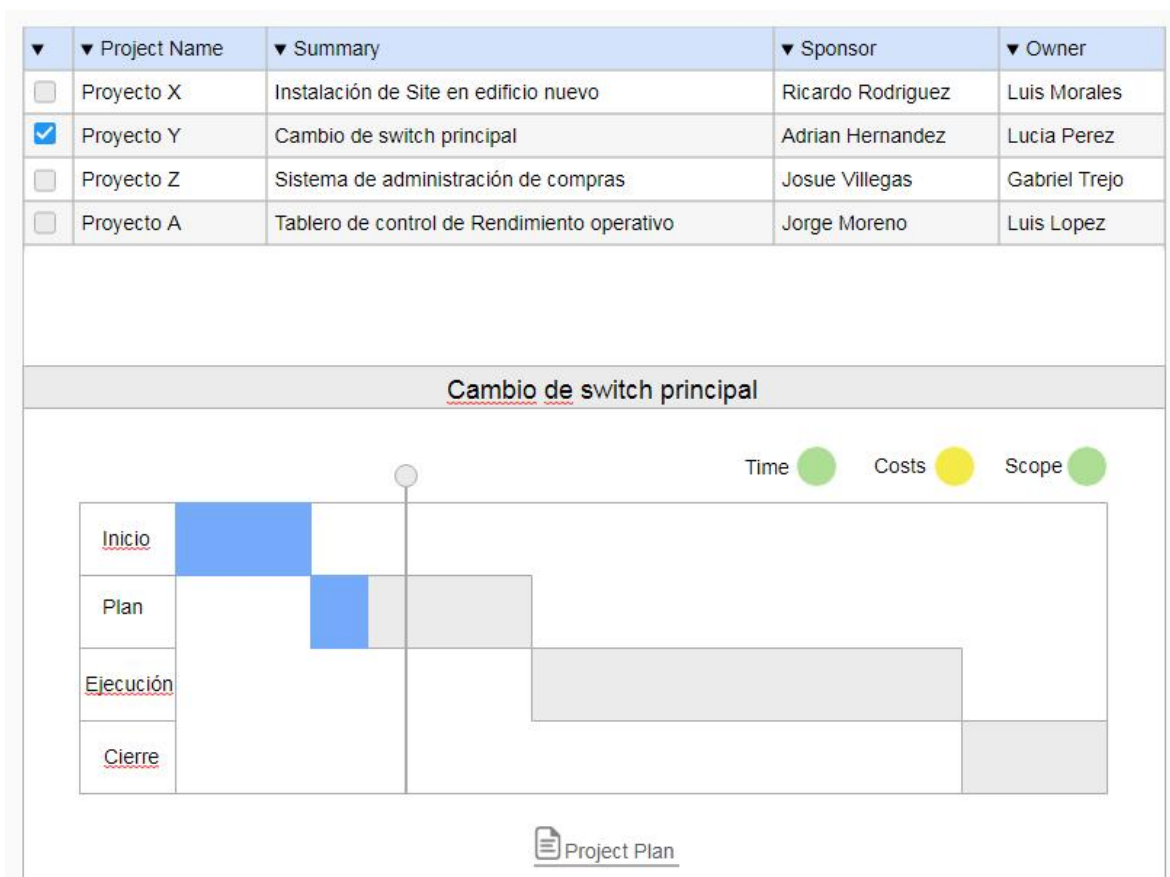 ▼ ▼ Project Name ▼ Summary ▼ Sponsor ▼ Owner
Proyecto X Instalación de Site en edificio nuevo Ricardo Rodriguez Luis Morales
Proyecto Y Cambio de switch principal Adrian Hernandez Lucia Perez
Proyecto Z Sistema de administración de compras Josue Villegas Gabriel Trejo
Proyecto A Tablero de control de Rendimiento operativo Jorge Moreno Luis Lopez
Cambio de switch principal
Time Costs Scope
Inicio
Plan
Ejecución
Cierre
Project Plan